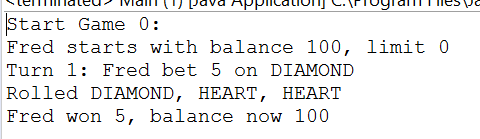 <terminated> Main (1) [Java Application] C:\Program Files\Ja
Start Game 0:
Fred starts with balance 100, limit 0
Turn 1: Fred bet 5 on DIAMOND
Rolled DIAMOND, HEART, HEART
Fred won 5, balance now 100